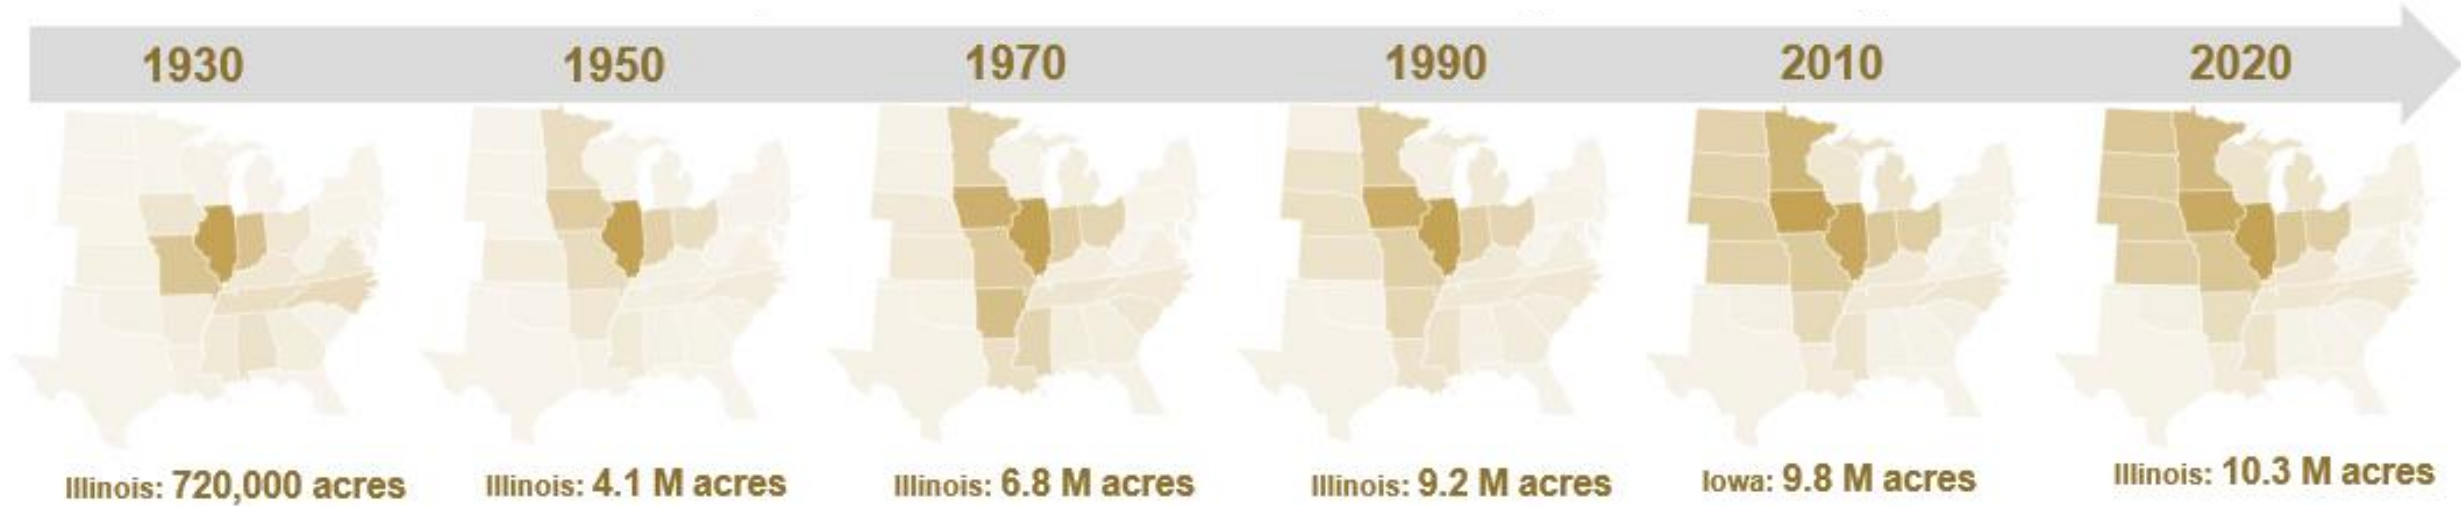 1930 1950 1970 1990 2010 2020
Illinois: 720,000 acres Illinois: 4.1 M acres Illinois: 6.8 M acres Illinois: 9.2 M acres Iowa: 9.8 M acres Illinois: 10.3 M acres